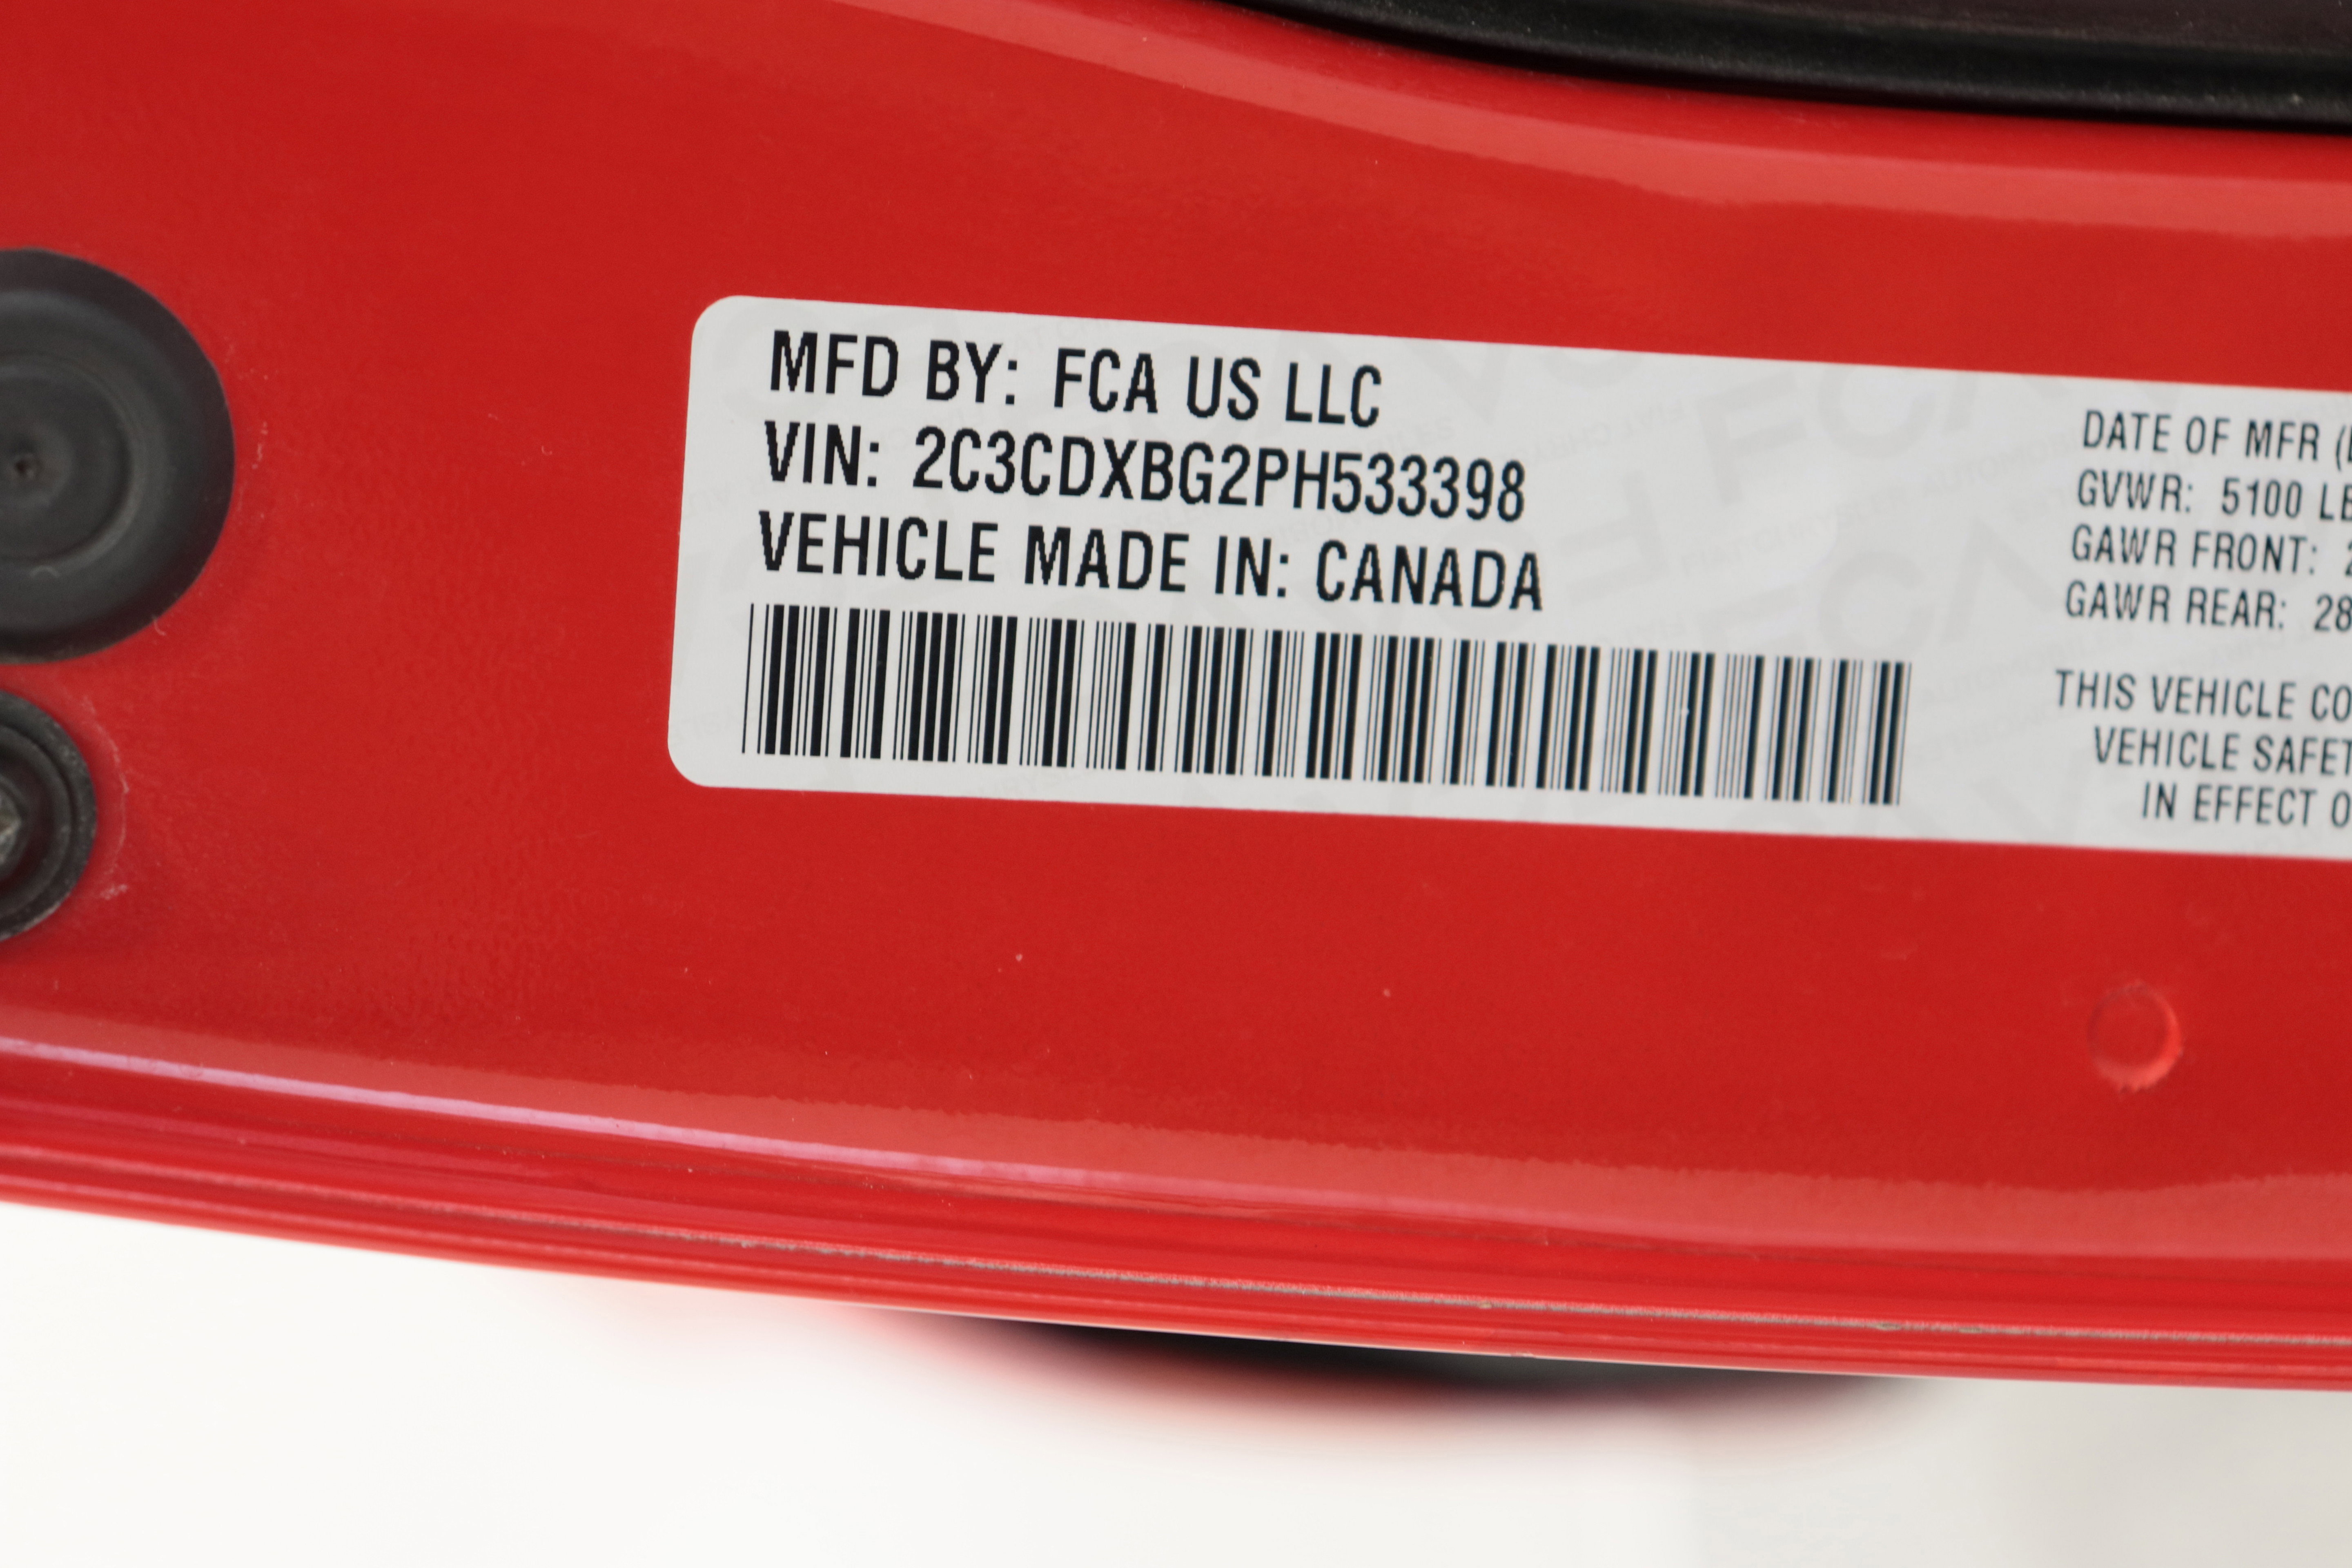 MFD BY: FCA US LLC
VIN: 2C3CDXBG2PH533398
VEHICLE MADE IN: CANADA
DATE OF MFR
GVWR: 5100
GAWR FRONT:
GAWR REAR:
THIS VEHICLE
VEHICLE
IN EFFECT